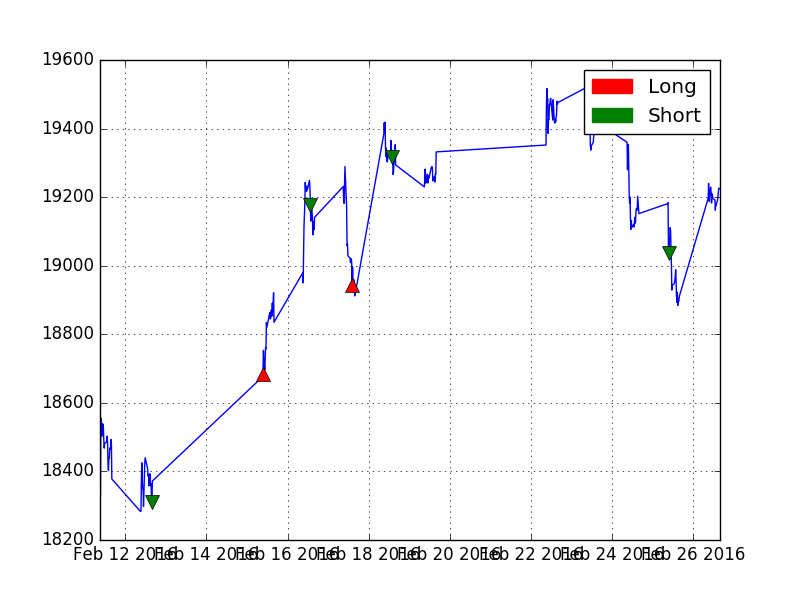 19600
19400
19200
19000
18800
18600
18400
18200
Long
Short
Feb 12 2016
Feb 14 2016
Feb 16 2016
Feb 18 2016
Feb 20 2016
Feb 22 2016
Feb 24 2016
Feb 26 2016